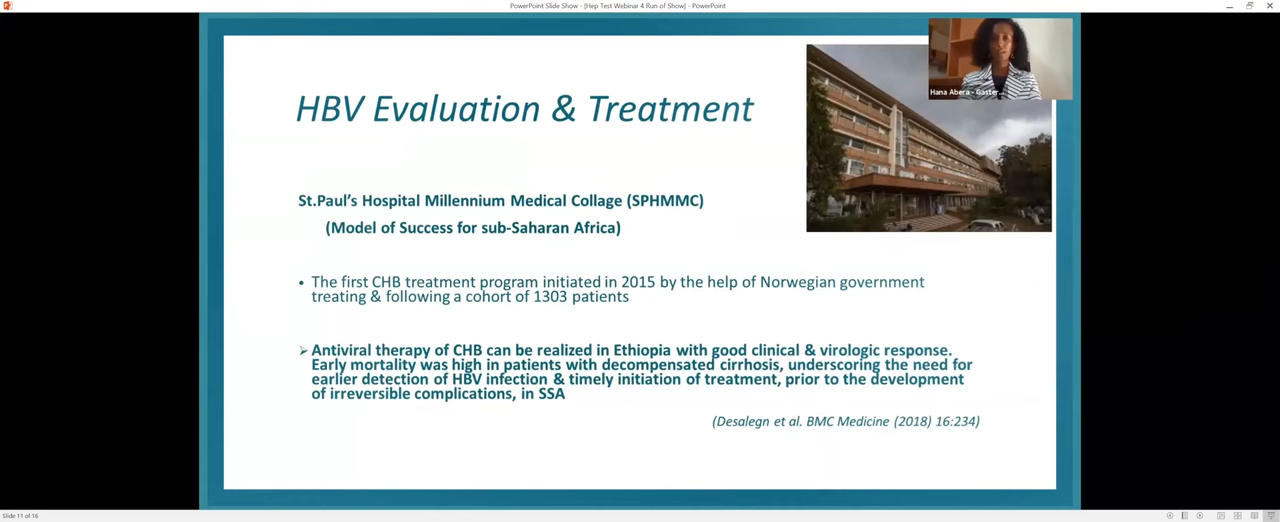 PowerPoint Slide Show - [Hep Test Webinar 4 Run of Show] - PowerPoint
Hana Abera - Gaster...
HBV Evaluation & Treatment
St.Paul's Hospital Millennium Medical Collage (SPHMMC)
(Model of Success for sub-Saharan Africa)
• The first CHB treatment program initiated in 2015 by the help of Norwegian government
treating & following a cohort of 1303 patients
➢ Antiviral therapy of CHB can be realized in Ethiopia with good clinical & virologic response.
Early mortality was high in patients with decompensated cirrhosis, underscoring the need for
earlier detection of HBV infection & timely initiation of treatment, prior to the development
of irreversible complications, in SSA
(Desalegn et al. BMC Medicine (2018) 16:234)
Slide 11 of 16